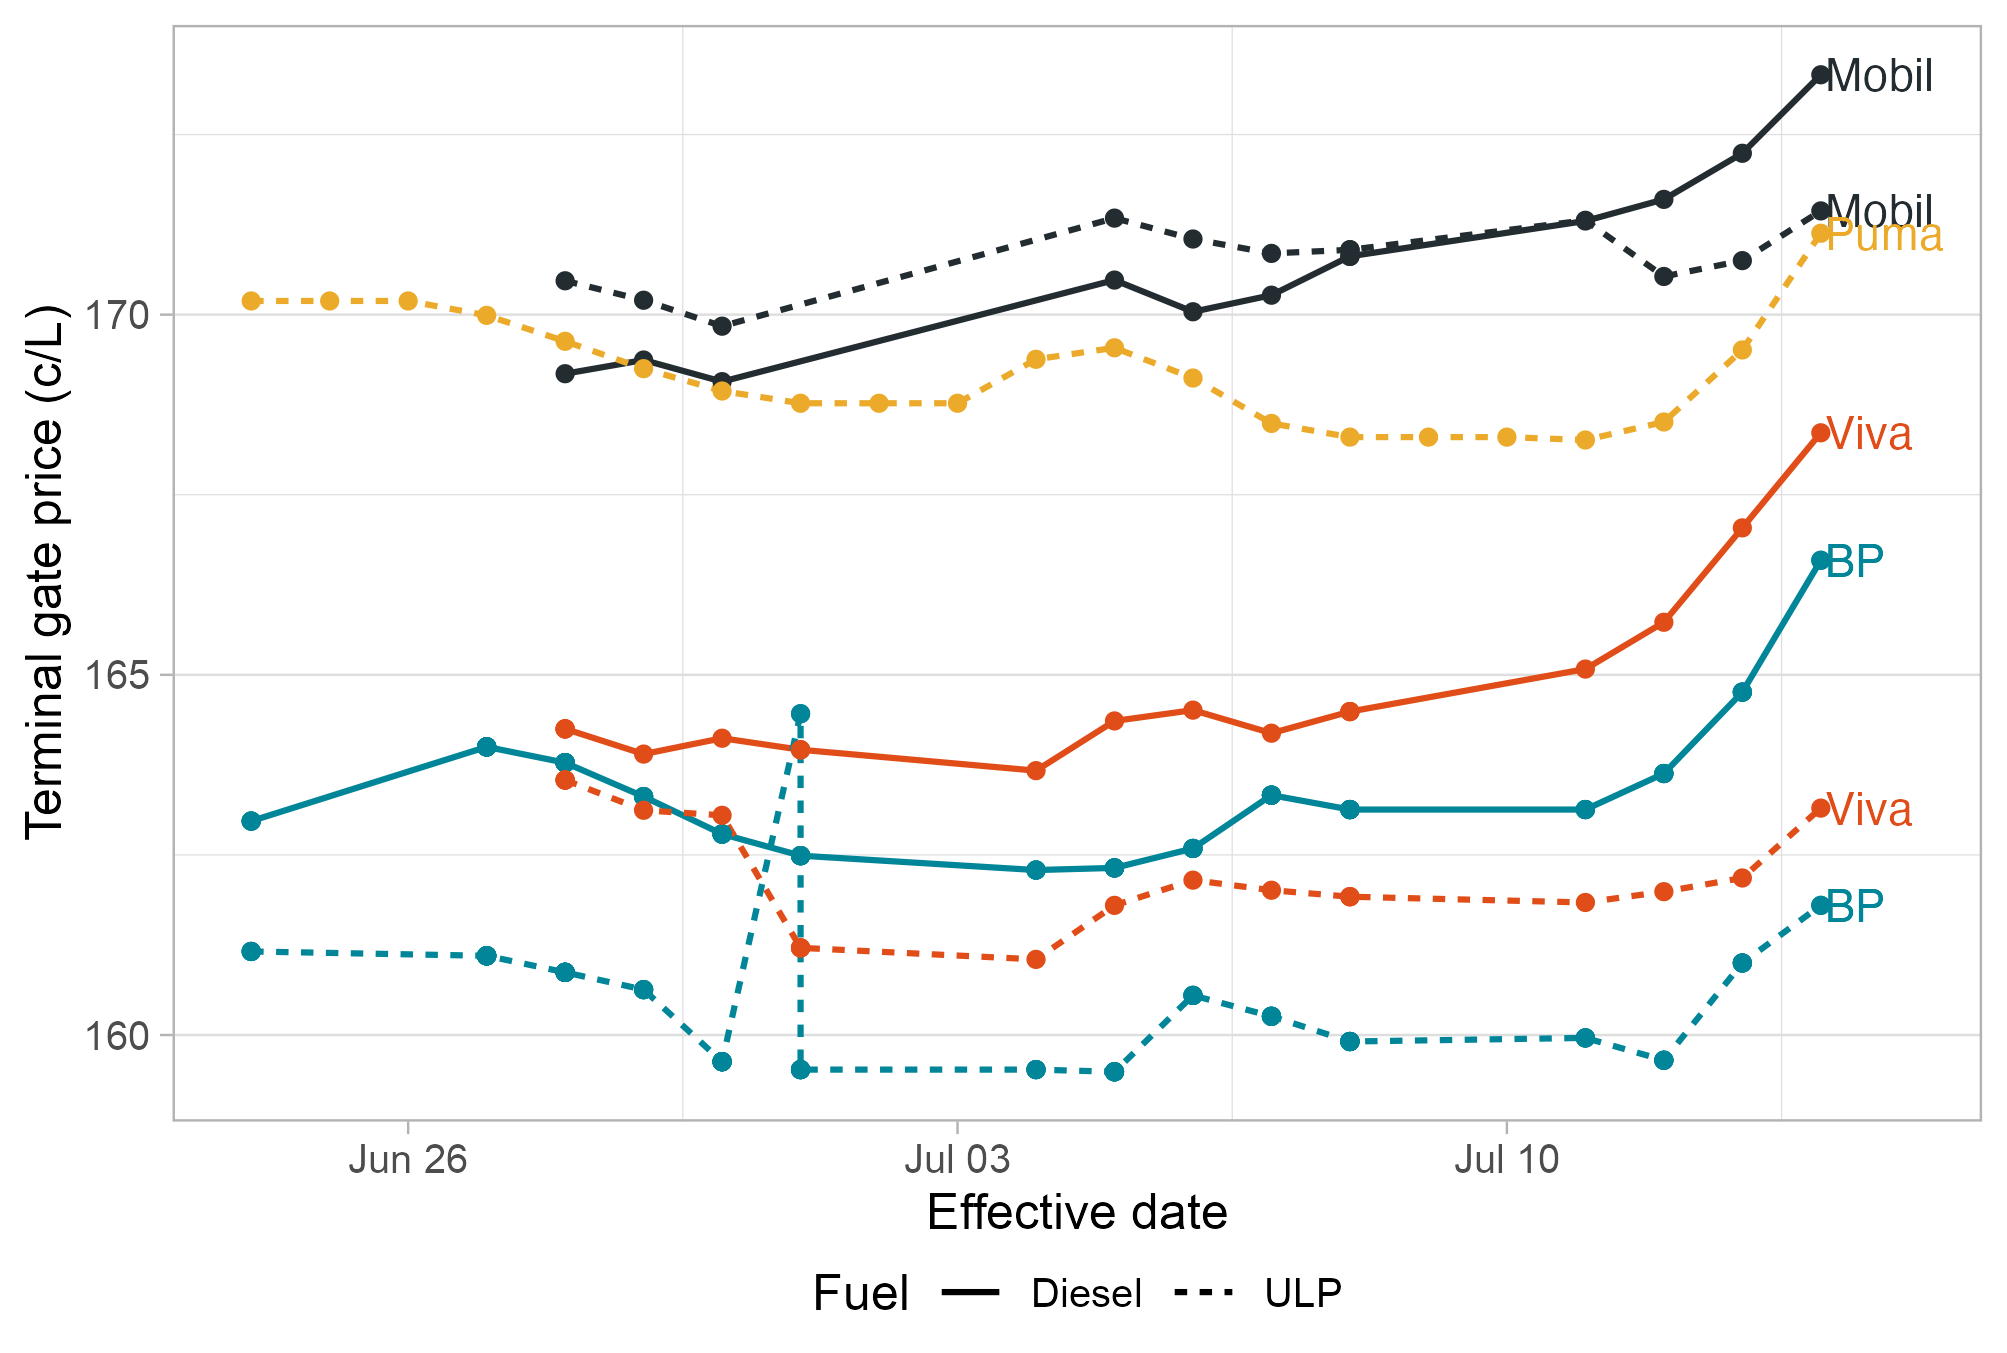 Terminal gate price (c/L)
170
165
160
Mobil
Mobil
Puma
Viva
BP
Viva
BP
Jun 26
Jul 03
Jul 10
Effective date
Fuel
Diesel
ULP